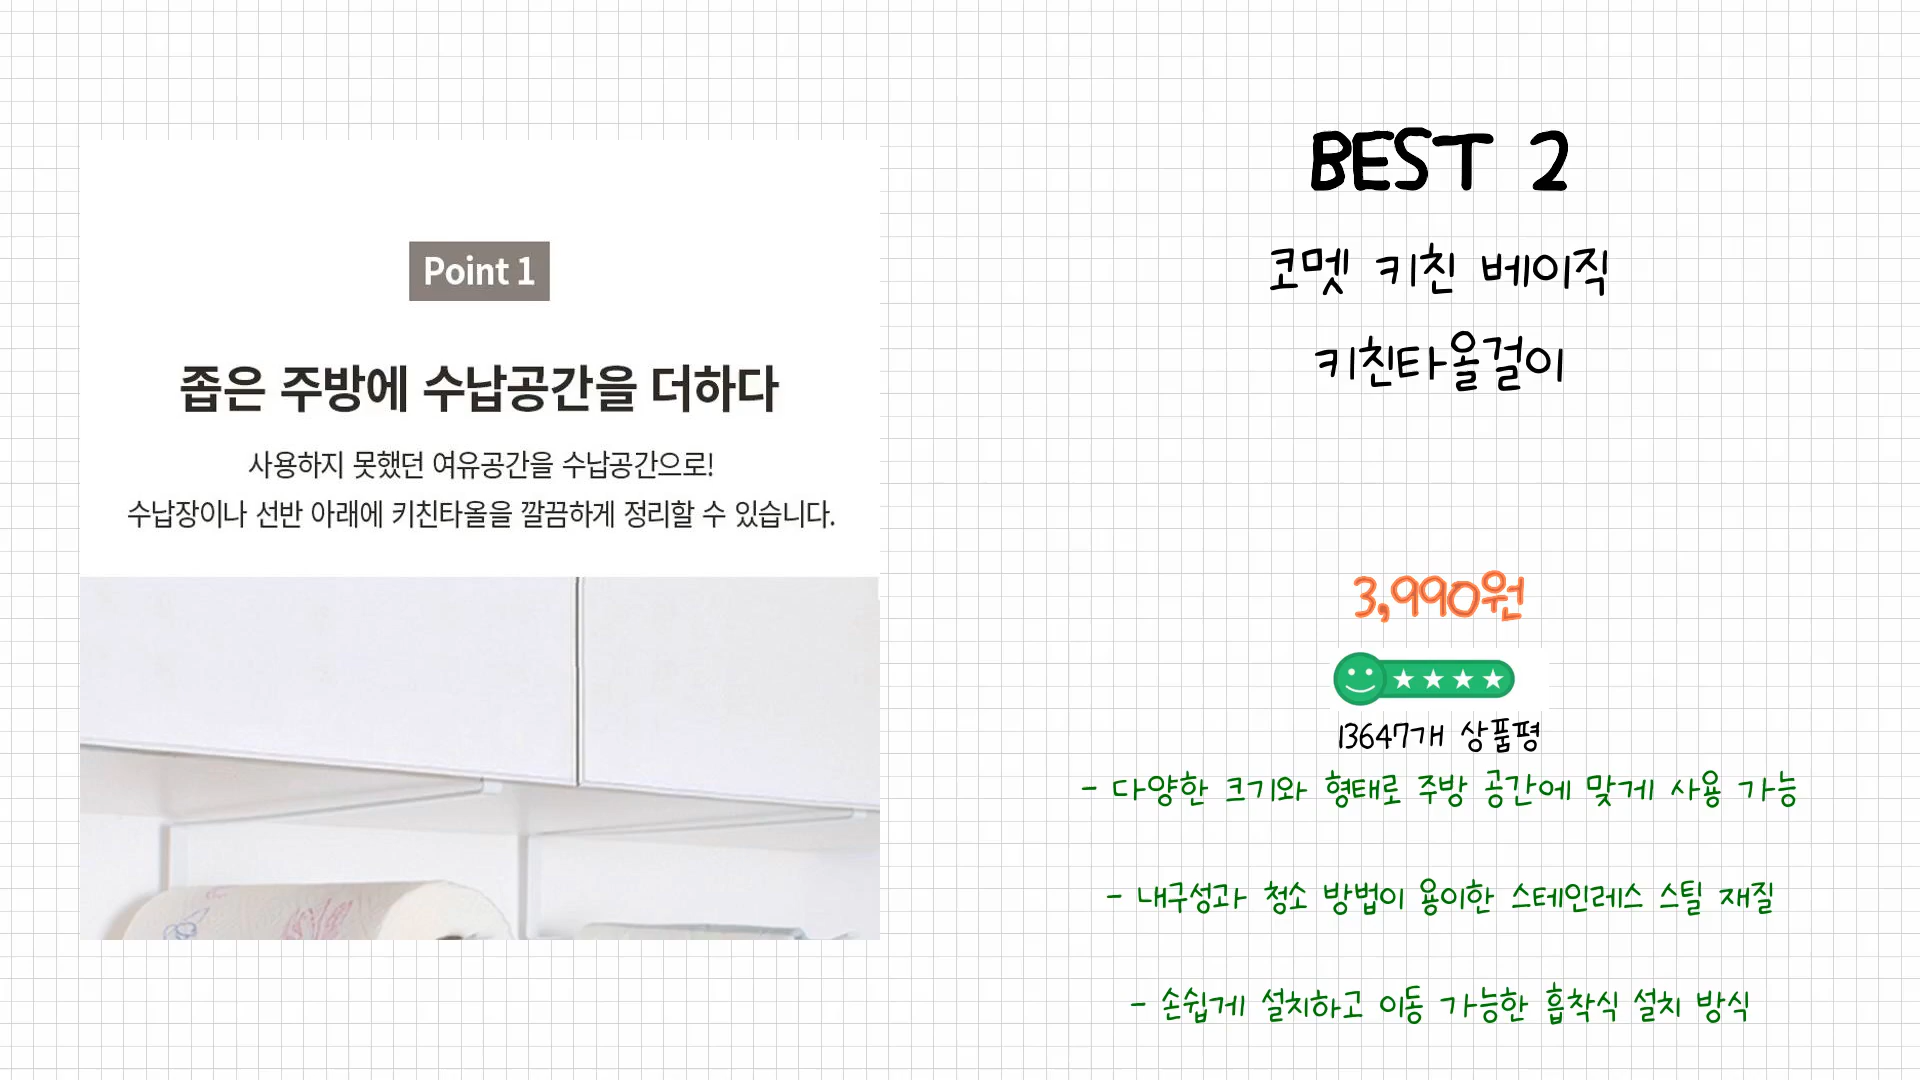 Point 1
좁은 주방에 수납공간을 더하다
사용하지 못했던 여유공간을 수납공간으로!
수납장이나 선반 아래에 키친타올을 깔끔하게 정리할 수 있습니다.
BEST 2
코멧 키친 베이직
키친타올걸이
3,990원
13647개 상품평
- 다양한 크기와 형태로 주방 공간에 맞게 사용 가능
- 내구성과 청소 방법이 용이한 스테인레스 스틸 재질
- 손쉽게 설치하고 이동 가능한 흡착식 설치 방식